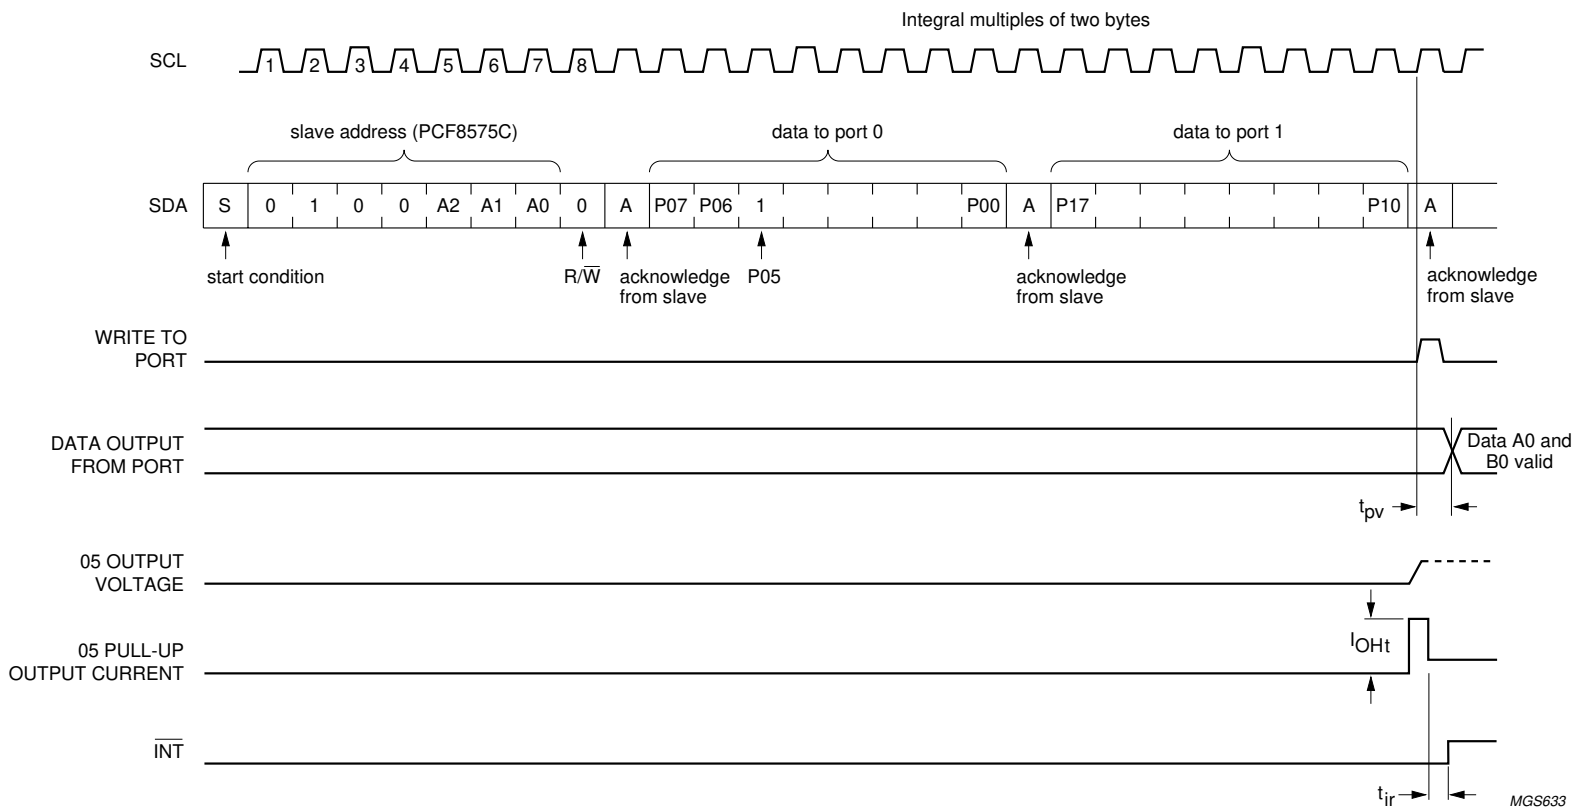 Integral multiples of two bytes
SCL
1 2 3 4 5 6 7 8
slave address (PCF8575C)
data to port 0
data to port 1
SDA
S 0 1 0 0 A2 A1 A0 0 A P07 P06 1 P00 A P17 P10 A
start condition
R/W̅
acknowledge
from slave
P05
acknowledge
from slave
acknowledge
from slave
WRITE TO
PORT
DATA OUTPUT
FROM PORT
Data A0 and
B0 valid
tpv
05 OUTPUT
VOLTAGE
05 PULL-UP
OUTPUT CURRENT
IOHt
I̅N̅T̅
tir
MGS633